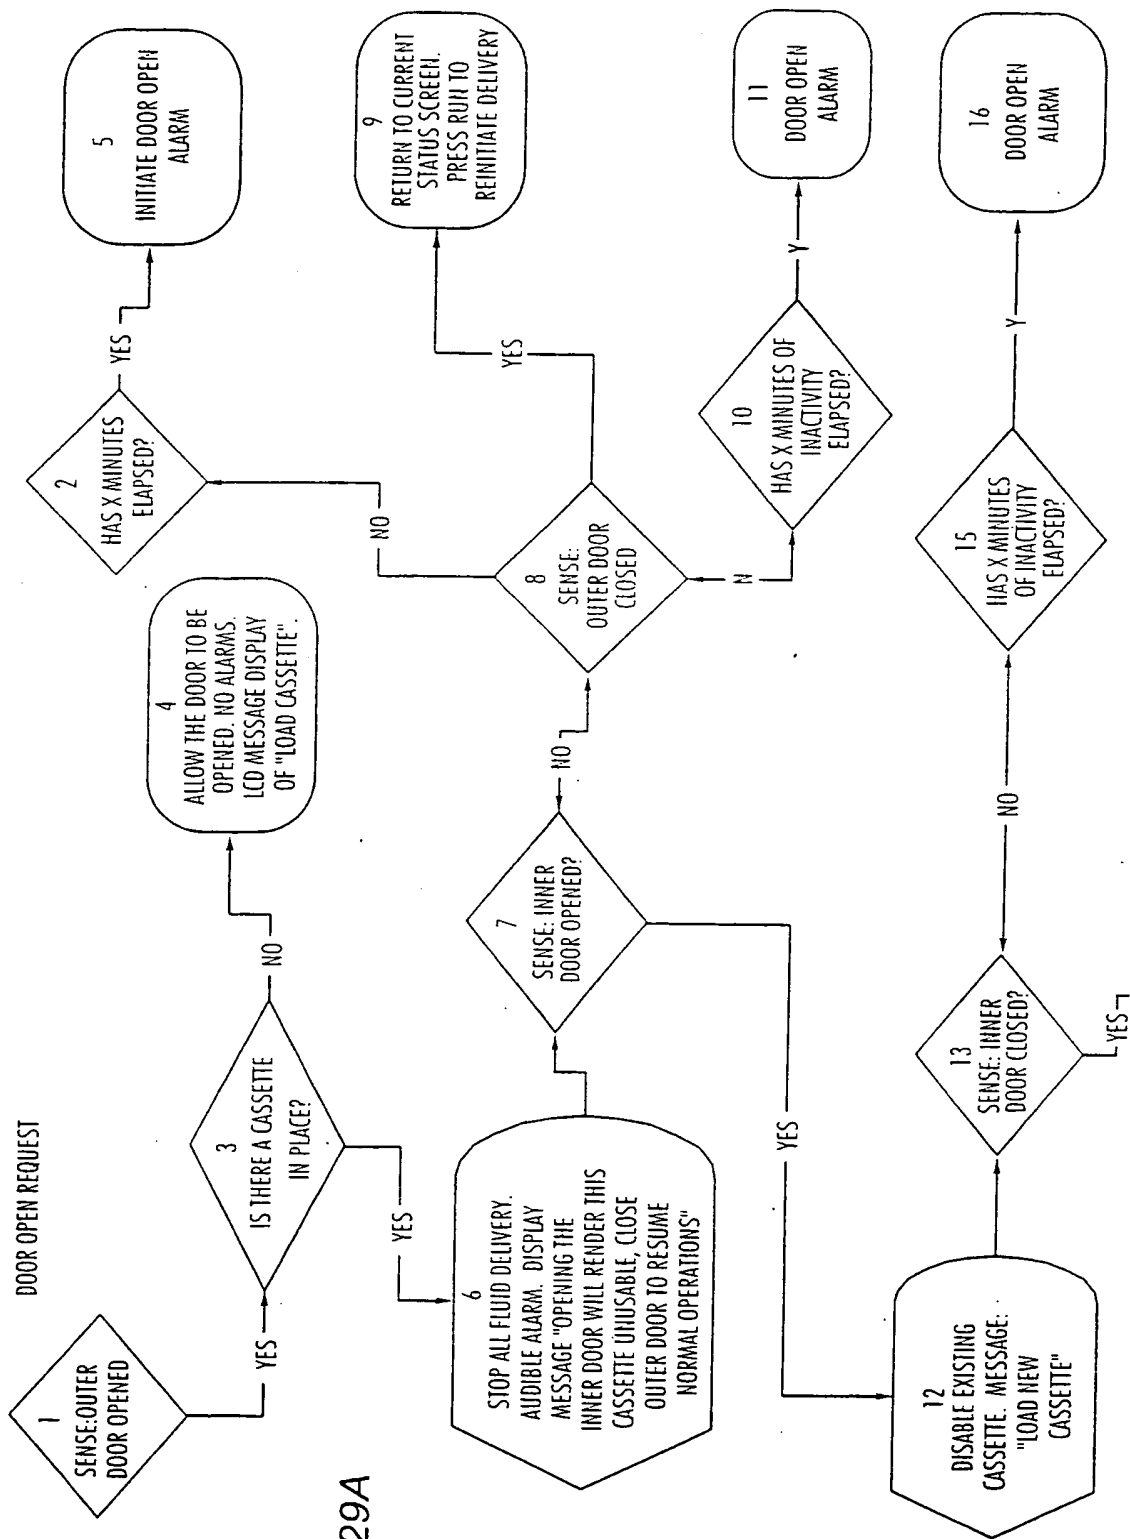 DOOR OPEN REQUEST
1
SENSE:OUTER
DOOR OPENED
YES
3
IS THERE A CASSETTE
IN PLACE?
NO
4
ALLOW THE DOOR TO BE
OPENED. NO ALARMS.
LCD MESSAGE DISPLAY
OF "LOAD CASSETTE".
2
HAS X MINUTES
ELAPSED?
YES
5
INITIATE DOOR OPEN
ALARM
YES
6
STOP ALL FLUID DELIVERY.
AUDIBLE ALARM. DISPLAY
MESSAGE "OPENING THE
INNER DOOR WILL RENDER THIS
CASSETTE UNUSABLE, CLOSE
OUTER DOOR TO RESUME
NORMAL OPERATIONS"
7
SENSE: INNER
DOOR OPENED?
NO
8
SENSE:
OUTER DOOR
CLOSED
NO
YES
9
RETURN TO CURRENT
STATUS SCREEN.
PRESS RUN TO
REINITIATE DELIVERY
N
10
HAS X MINUTES OF
INACTIVITY
ELAPSED?
Y
11
DOOR OPEN
ALARM
YES
12
DISABLE EXISTING
CASSETTE. MESSAGE:
"LOAD NEW
CASSETTE"
13
SENSE: INNER
DOOR CLOSED?
YES
NO
15
HAS X MINUTES
OF INACTIVITY
ELAPSED?
Y
16
DOOR OPEN
ALARM
29A